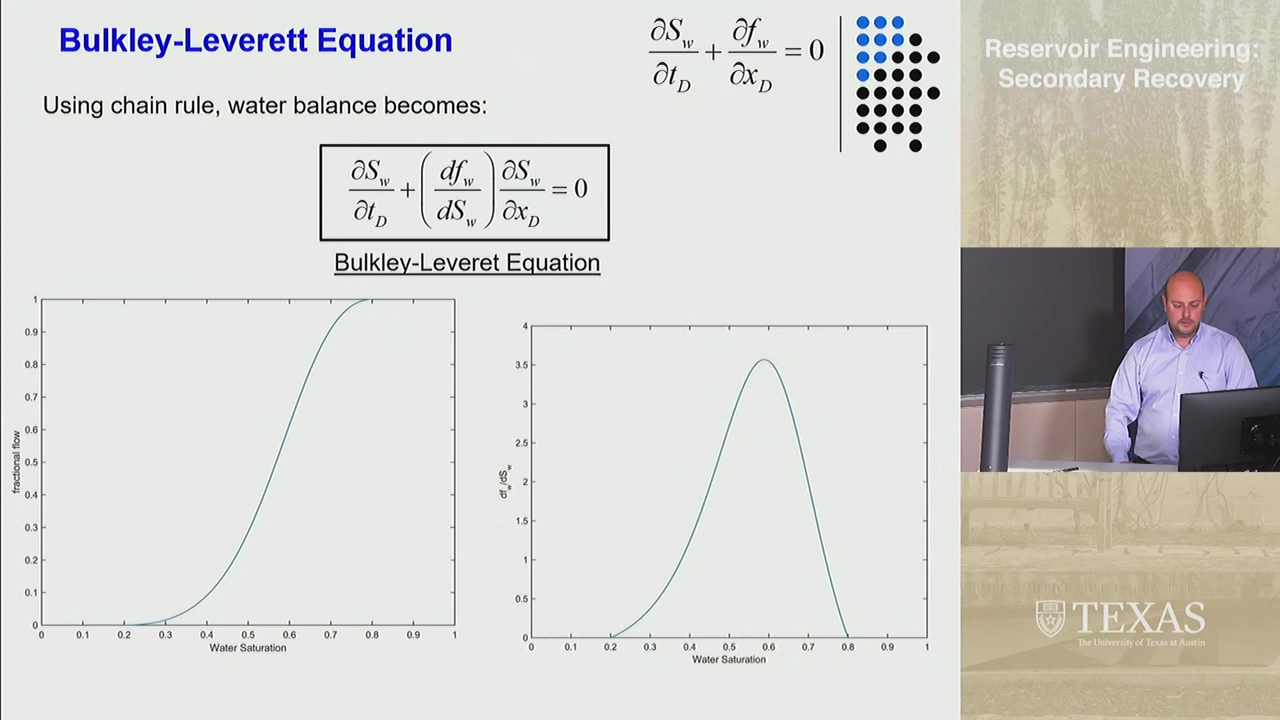 Bulkley-Leverett Equation
∂S_w/∂t_D + ∂f_w/∂x_D = 0
Using chain rule, water balance becomes:
∂S_w/∂t_D + (df_w/dS_w) ∂S_w/∂x_D = 0
Bulkley-Leveret Equation
1
0.9
0.8
0.7
0.6
0.5
0.4
0.3
0.2
0.1
0
fractional flow
0 0.1 0.2 0.3 0.4 0.5 0.6 0.7 0.8 0.9 1
Water Saturation
4
3.5
3
2.5
2
1.5
1
0.5
0
df_w/dS_w
0 0.1 0.2 0.3 0.4 0.5 0.6 0.7 0.8 0.9 1
Water Saturation
Reservoir Engineering:
Secondary Recovery
TEXAS
The University of Texas at Austin